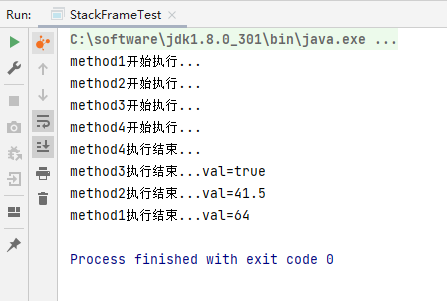 Run: StackFrameTest
C:\software\jdk1.8.0_301\bin\java.exe ...
method1开始执行...
method2开始执行...
method3开始执行...
method4开始执行...
method4执行结束...
method3执行结束...val=true
method2执行结束...val=41.5
method1执行结束...val=64
Process finished with exit code 0